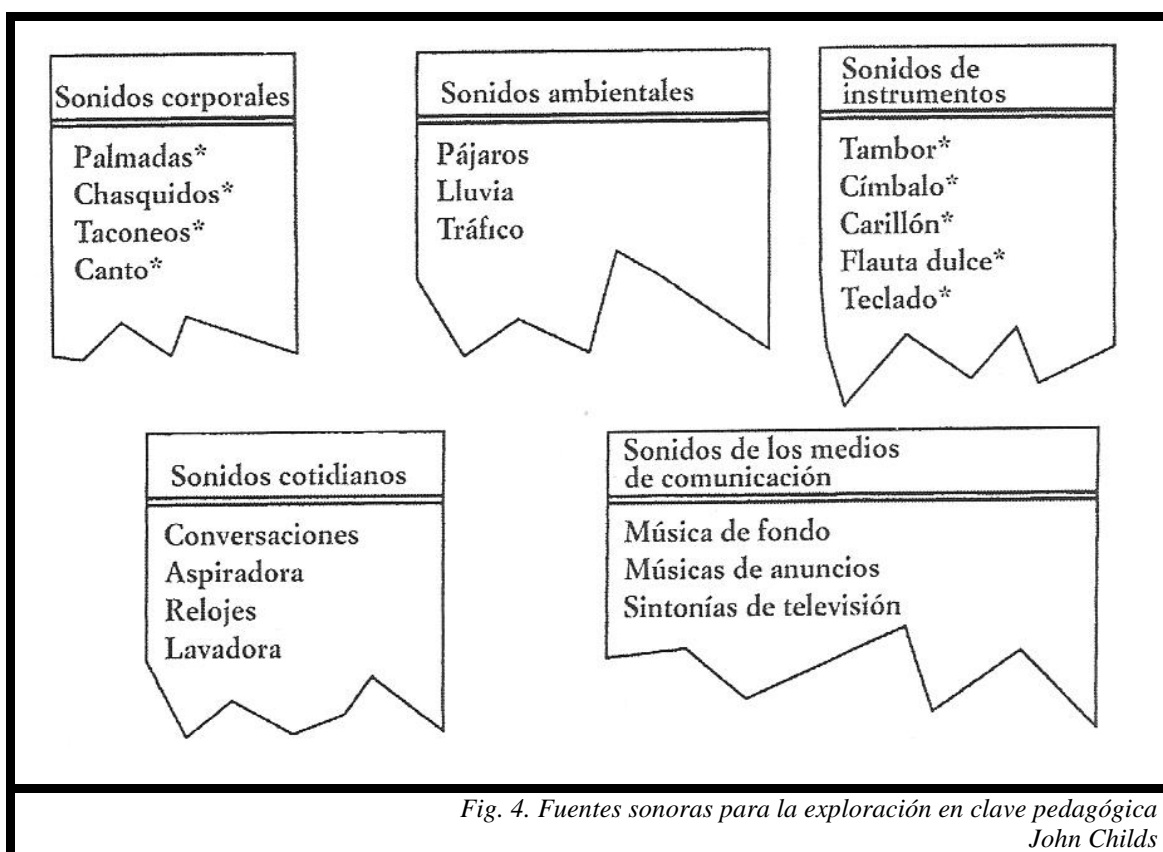 Sonidos corporales
Palmadas*
Chasquidos*
Taconeos*
Canto*
Sonidos ambientales
Pájaros
Lluvia
Tráfico
Sonidos de
instrumentos
Tambor*
Címbalo*
Carillón*
Flauta dulce*
Teclado*
Sonidos cotidianos
Conversaciones
Aspiradora
Relojes
Lavadora
Sonidos de los medios
de comunicación
Música de fondo
Músicas de anuncios
Sintonías de televisión
Fig. 4. Fuentes sonoras para la exploración en clave pedagógica
John Childs